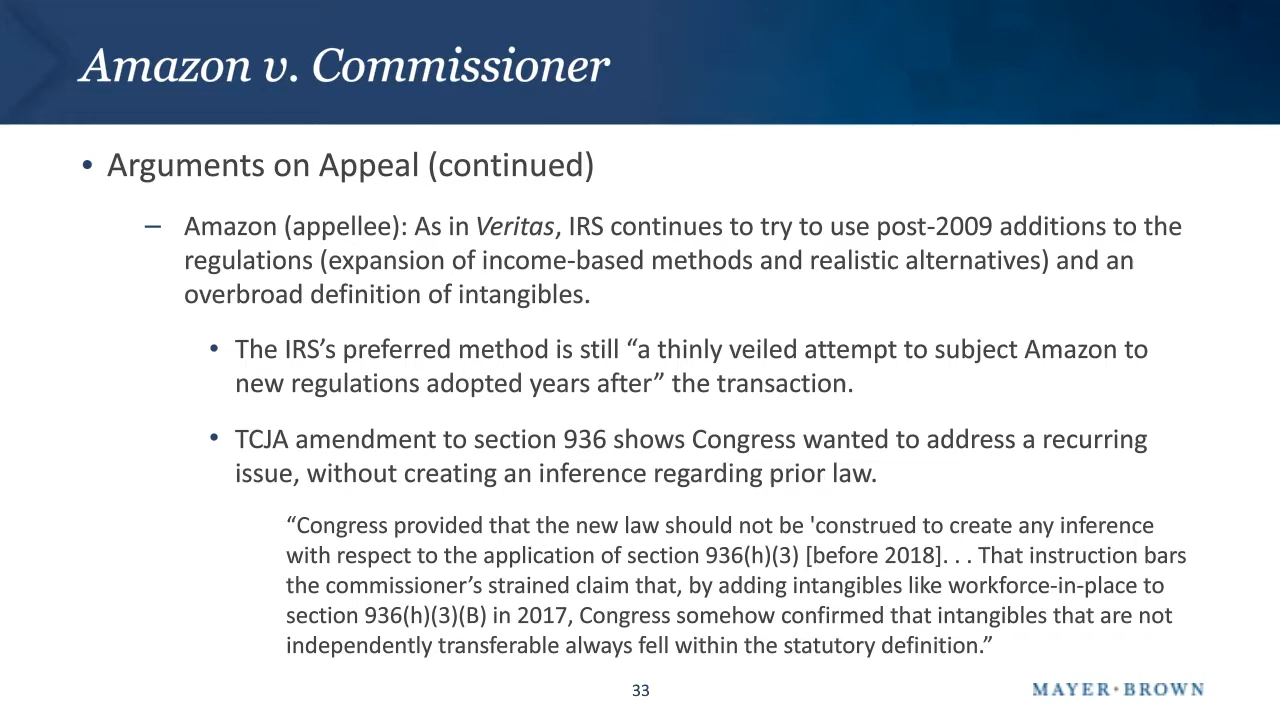 Amazon v. Commissioner
• Arguments on Appeal (continued)
– Amazon (appellee): As in Veritas, IRS continues to try to use post-2009 additions to the
regulations (expansion of income-based methods and realistic alternatives) and an
overbroad definition of intangibles.
• The IRS’s preferred method is still “a thinly veiled attempt to subject Amazon to
new regulations adopted years after” the transaction.
• TCJA amendment to section 936 shows Congress wanted to address a recurring
issue, without creating an inference regarding prior law.
“Congress provided that the new law should not be 'construed to create any inference
with respect to the application of section 936(h)(3) [before 2018]. . . That instruction bars
the commissioner’s strained claim that, by adding intangibles like workforce-in-place to
section 936(h)(3)(B) in 2017, Congress somehow confirmed that intangibles that are not
independently transferable always fell within the statutory definition.”
33
MAYER·BROWN